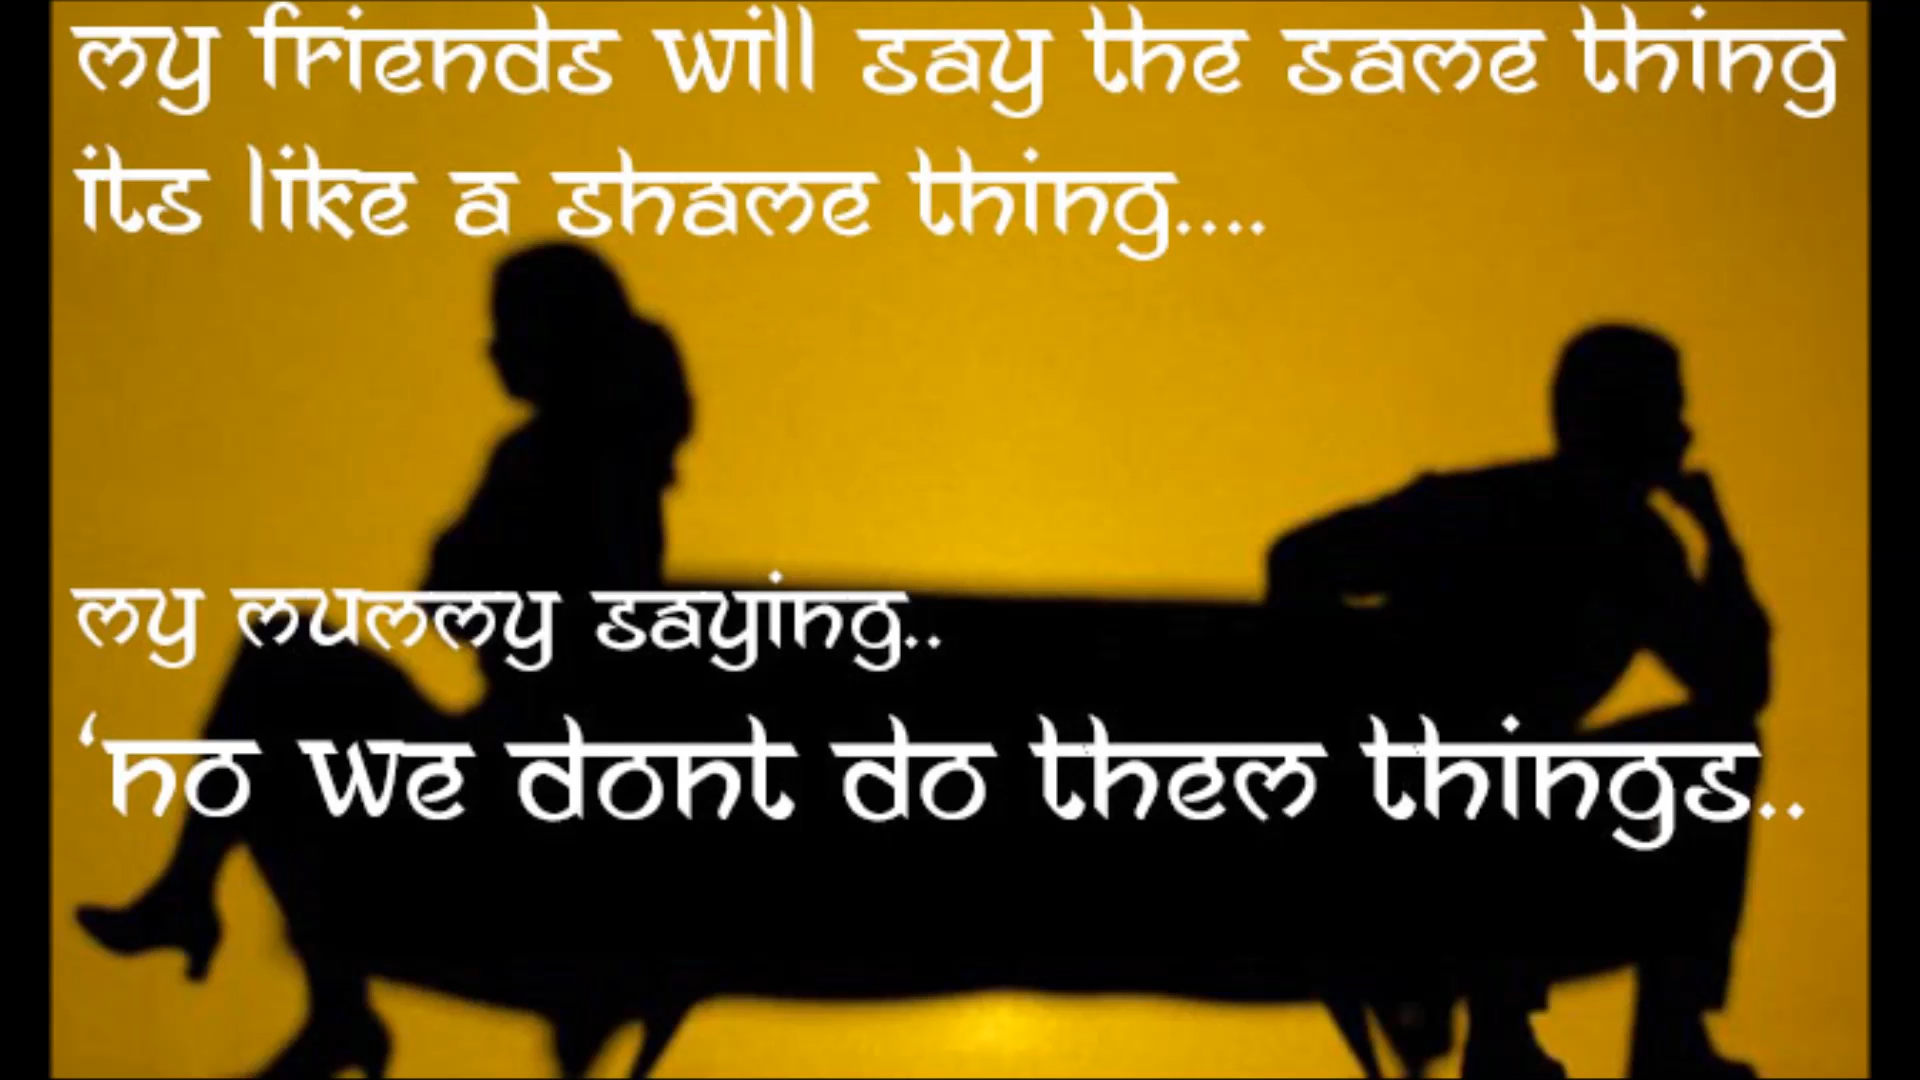 my friends will say the same thing
its like a shame thing....
my mummy saying..
‘no we dont do them things..